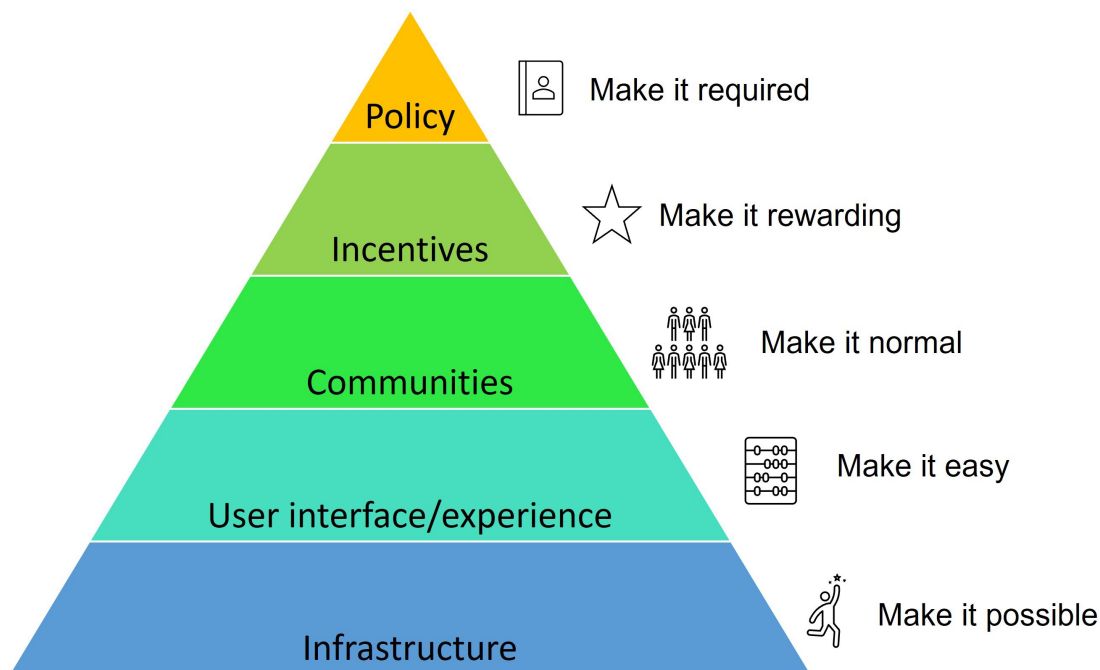 Policy
Make it required
Incentives
Make it rewarding
Communities
Make it normal
User interface/experience
Make it easy
Infrastructure
Make it possible